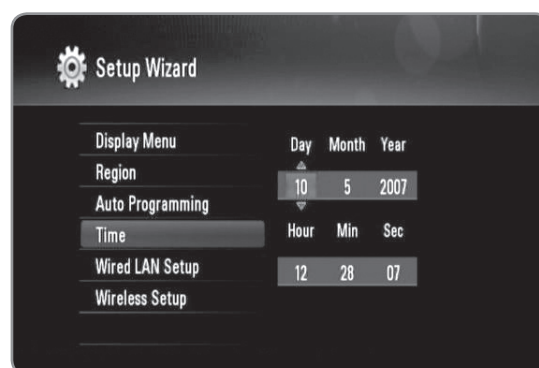 Setup Wizard
Display Menu
Region
Auto Programming
Time
Wired LAN Setup
Wireless Setup
Day Month Year
10 5 2007
Hour Min Sec
12 28 07